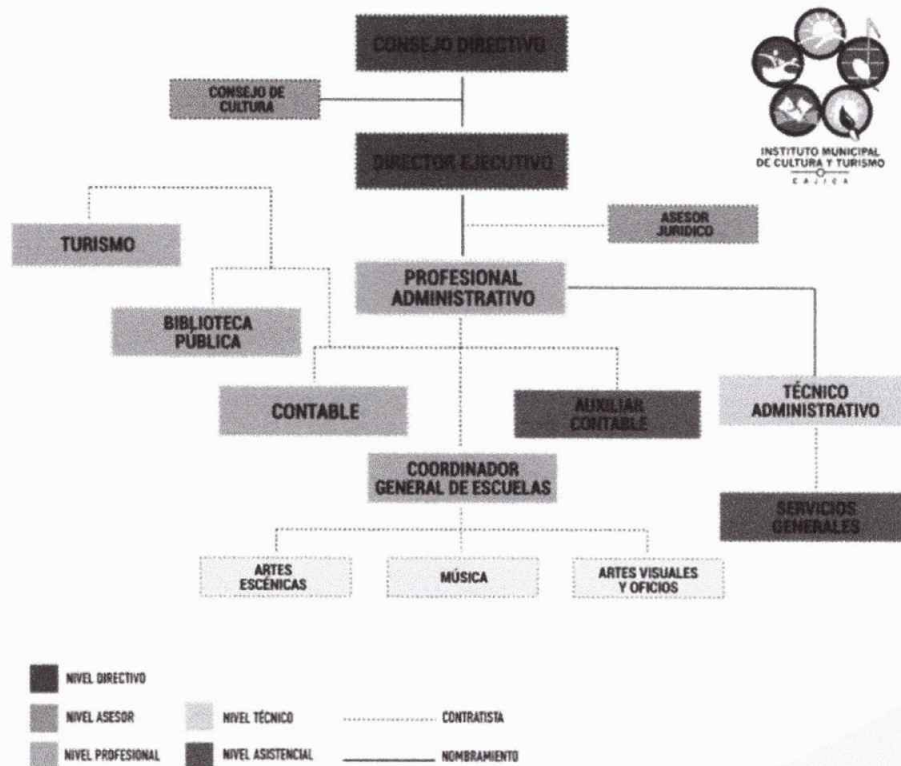 CONSEJO DIRECTIVO
CONSEJO DE
CULTURA
DIRECTOR EJECUTIVO
INSTITUTO MUNICIPAL
DE CULTURA Y TURISMO
CAJICA
ASESOR
JURIDICO
TURISMO
PROFESIONAL
ADMINISTRATIVO
BIBLIOTECA
PÚBLICA
CONTABLE
AUXILIAR
CONTABLE
TÉCNICO
ADMINISTRATIVO
COORDINADOR
GENERAL DE ESCUELAS
SERVICIOS
GENERALES
ARTES
ESCÉNICAS
MÚSICA
ARTES VISUALES
Y OFICIOS
NIVEL DIRECTIVO
NIVEL ASESOR
NIVEL TÉCNICO
CONTRATISTA
NIVEL PROFESIONAL
NIVEL ASISTENCIAL
NOMBRAMIENTO